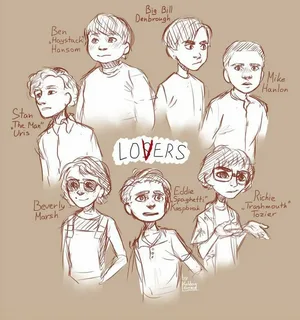 Big Bill
Denbrough
Ben
"Haystack"
Hanscom
Mike
Hanlon
Stan
„The Man"
Uris
LOVERS
Eddie
„Spaghetti"
Kaspbrak
Richie
„Trashmouth"
Tozier
Beverly
Marsh
by